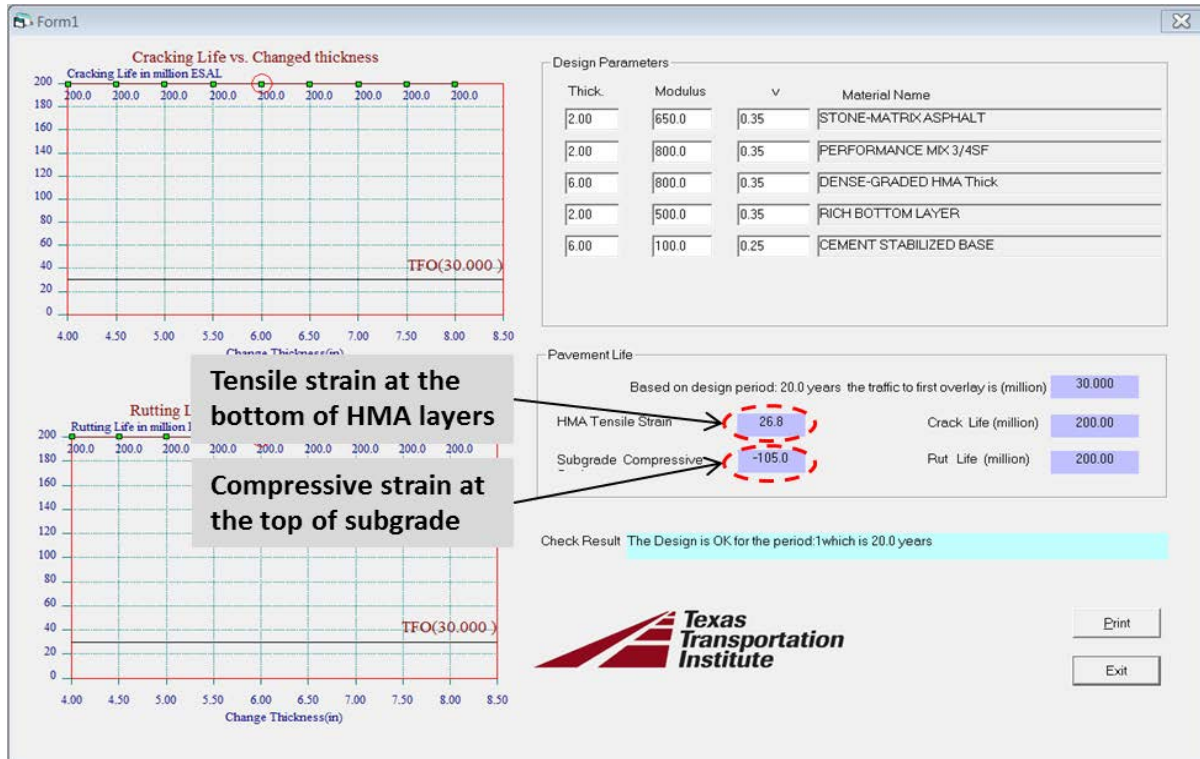 Form1
Cracking Life vs. Changed thickness
Cracking Life in million ESAL
200
200.0 200.0 200.0 200.0 200.0 200.0 200.0 200.0 200.0
180
160
140
120
100
80
60
40
TFO(30.000 )
20
0
4.00 4.50 5.00 5.50 6.00 6.50 7.00 7.50 8.00 8.50
Change Thickness(in)
Tensile strain at the
bottom of HMA layers
Rutting L
Rutting Life in million
200
200.0 200.0 200.0 200.0 200.0 200.0 200.0 200.0 200.0
180
160
Compressive strain at
the top of subgrade
140
120
100
80
60
40
TFO(30.000 )
20
0
4.00 4.50 5.00 5.50 6.00 6.50 7.00 7.50 8.00 8.50
Change Thickness(in)
Design Parameters
Thick. Modulus v Material Name
2.00 650.0 0.35 STONE-MATRIX ASPHALT
2.00 800.0 0.35 PERFORMANCE MIX 3/4SF
6.00 800.0 0.35 DENSE-GRADED HMA Thick
2.00 500.0 0.35 RICH BOTTOM LAYER
6.00 100.0 0.25 CEMENT STABILIZED BASE
Pavement Life
Based on design period: 20.0 years the traffic to first overlay is (million) 30.000
HMA Tensile Strain 26.8 Crack Life (million) 200.00
Subgrade Compressive -105.0 Rut Life (million) 200.00
Check Result The Design is OK for the period:1which is 20.0 years
Texas
Transportation
Institute
Print
Exit